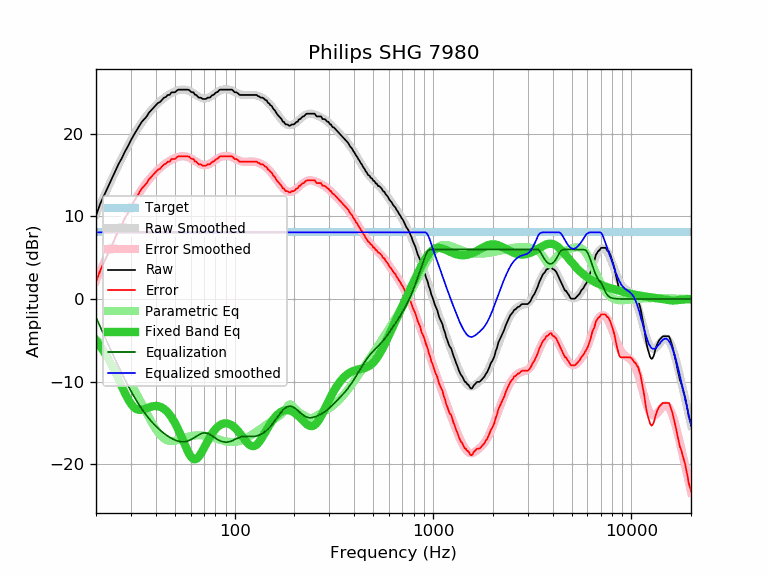 Philips SHG 7980
Amplitude (dBr)
20
10
0
−10
−20
Target
Raw Smoothed
Error Smoothed
Raw
Error
Parametric Eq
Fixed Band Eq
Equalization
Equalized smoothed
100
1000
10000
Frequency (Hz)